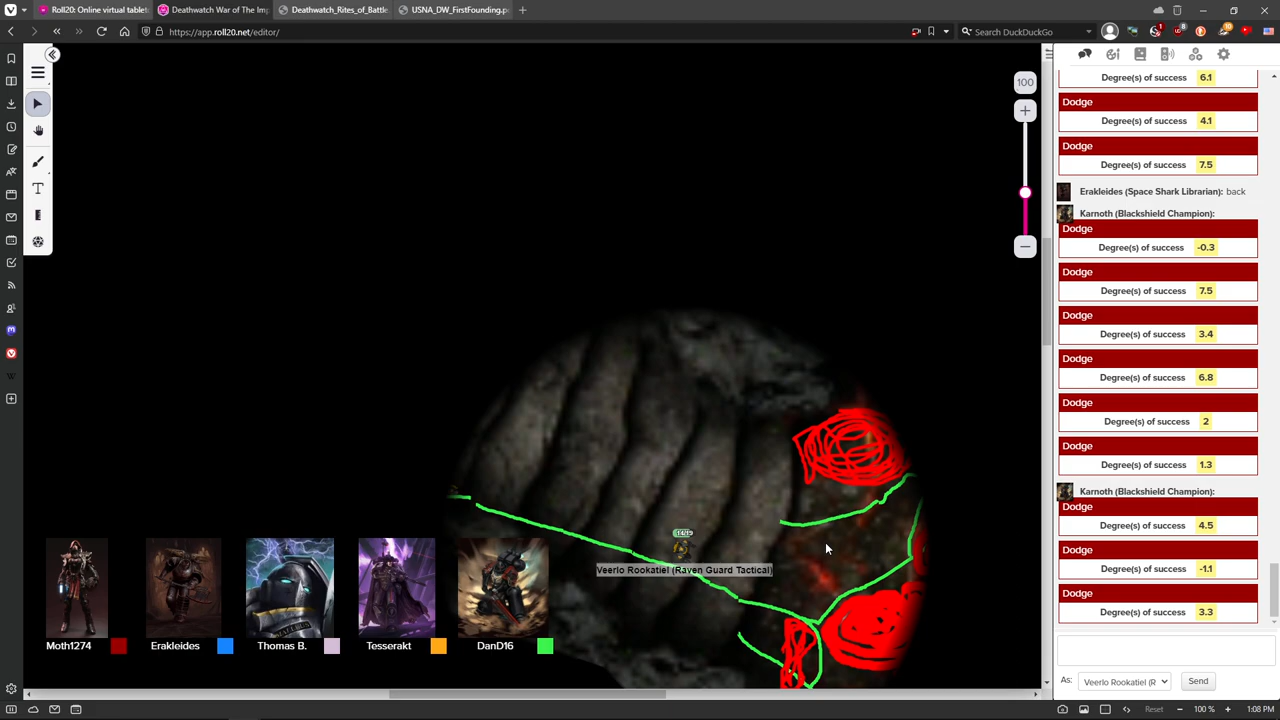 Roll20: Online virtual tablet
Deathwatch War of The Imp
Deathwatch_Rites_of_Battle
USNA_DW_FirstFounding.p
https://app.roll20.net/editor/
Search DuckDuckGo
100
Degree(s) of success 6.1
Dodge
Degree(s) of success 4.1
Dodge
Degree(s) of success 7.5
Erakleides (Space Shark Librarian): back
Karnoth (Blackshield Champion):
Dodge
Degree(s) of success -0.3
Dodge
Degree(s) of success 7.5
Dodge
Degree(s) of success 3.4
Dodge
Degree(s) of success 6.8
Dodge
Degree(s) of success 2
Dodge
Degree(s) of success 1.3
Karnoth (Blackshield Champion):
Dodge
Degree(s) of success 4.5
Dodge
Degree(s) of success -1.1
Dodge
Degree(s) of success 3.3
Veerlo Rookatiel (Raven Guard Tactical)
Moth1274
Erakleides
Thomas B.
Tesserakt
DanD16
As: Veerlo Rookatiel (R
Send
Reset 100 % 1:08 PM